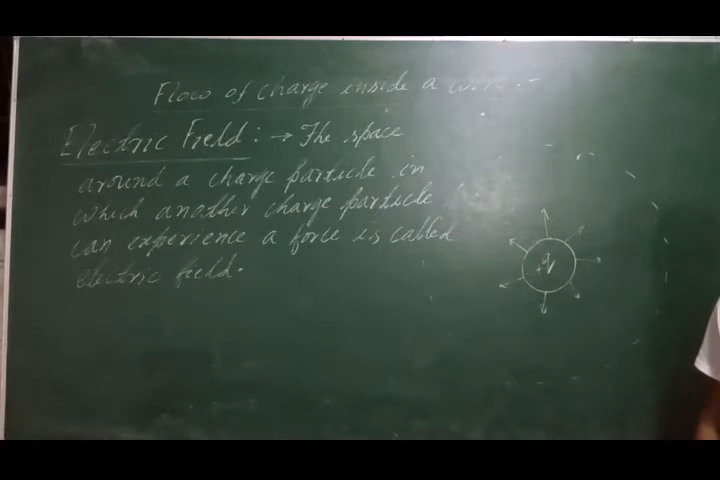 Flow of charge inside a wire :-
Electric Field : → The space
around a charge particle in
which another charge particle
can experience a force is called
electric field.
+q